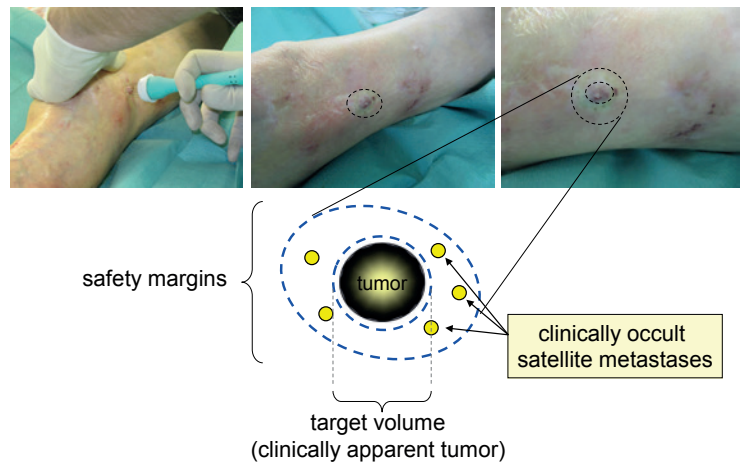 safety margins
tumor
clinically occult
satellite metastases
target volume
(clinically apparent tumor)